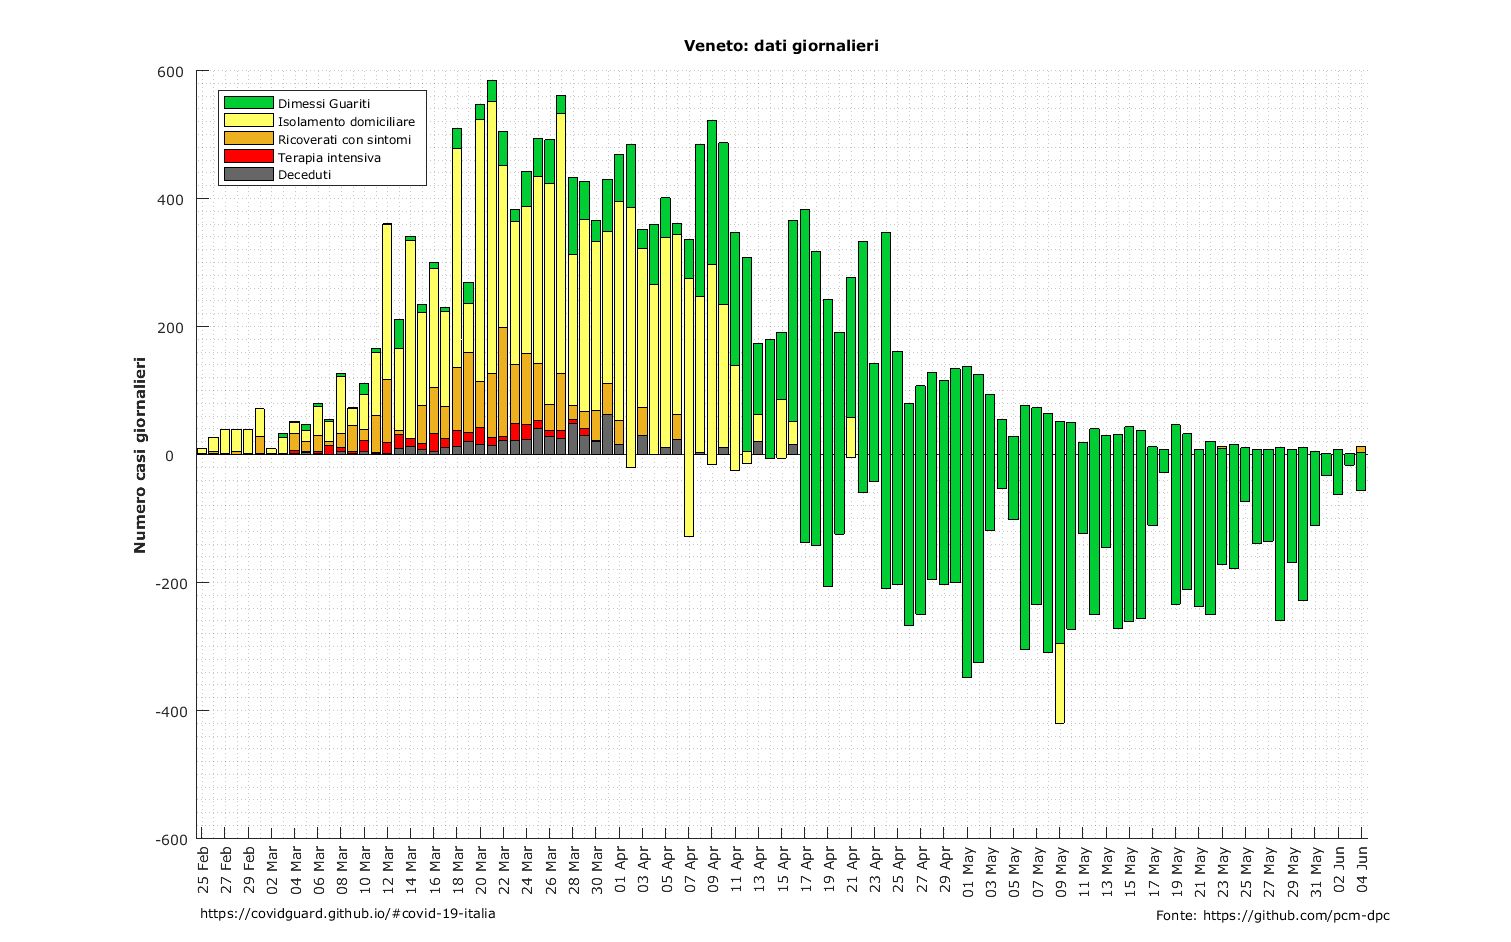 Veneto: dati giornalieri
600
400
200
0
-200
-400
-600
Numero casi giornalieri
Dimessi Guariti
Isolamento domiciliare
Ricoverati con sintomi
Terapia intensiva
Deceduti
25 Feb
27 Feb
29 Feb
02 Mar
04 Mar
06 Mar
08 Mar
10 Mar
12 Mar
14 Mar
16 Mar
18 Mar
20 Mar
22 Mar
24 Mar
26 Mar
28 Mar
30 Mar
01 Apr
03 Apr
05 Apr
07 Apr
09 Apr
11 Apr
13 Apr
15 Apr
17 Apr
19 Apr
21 Apr
23 Apr
25 Apr
27 Apr
29 Apr
01 May
03 May
05 May
07 May
09 May
11 May
13 May
15 May
17 May
19 May
21 May
23 May
25 May
27 May
29 May
31 May
02 Jun
04 Jun
https://covidguard.github.io/#covid-19-italia
Fonte: https://github.com/pcm-dpc